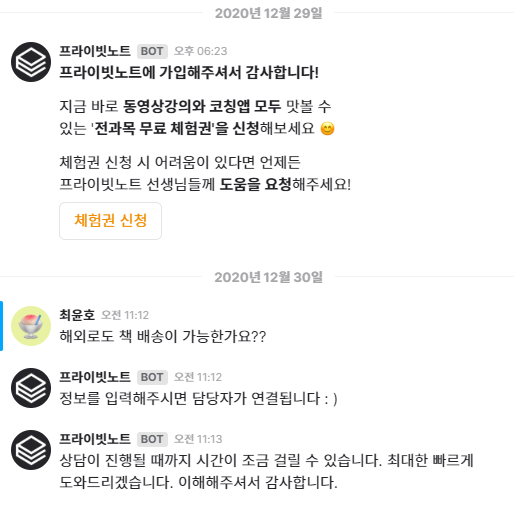 2020년 12월 29일
프라이빗노트 BOT 오후 06:23
프라이빗노트에 가입해주셔서 감사합니다!
지금 바로 동영상강의와 코칭앱 모두 맛볼 수
있는 '전과목 무료 체험권'을 신청해보세요 😊
체험권 신청 시 어려움이 있다면 언제든
프라이빗노트 선생님들께 도움을 요청해주세요!
체험권 신청
2020년 12월 30일
최윤호 오전 11:12
해외로도 책 배송이 가능한가요??
프라이빗노트 BOT 오전 11:12
정보를 입력해주시면 담당자가 연결됩니다 : )
프라이빗노트 BOT 오전 11:13
상담이 진행될 때까지 시간이 조금 걸릴 수 있습니다. 최대한 빠르게
도와드리겠습니다. 이해해주셔서 감사합니다.